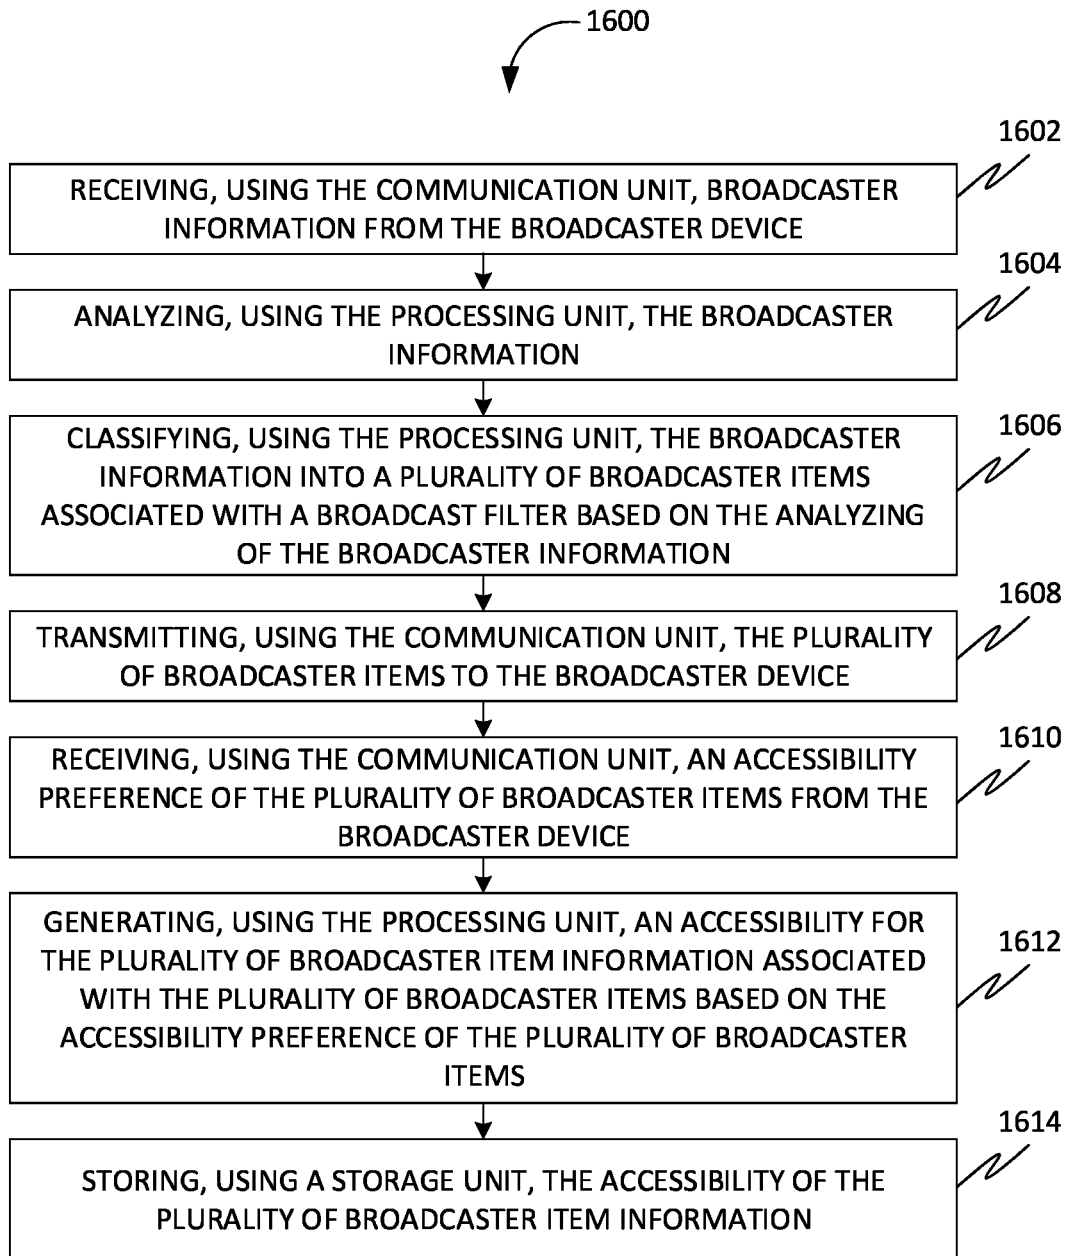 1600
1602
RECEIVING, USING THE COMMUNICATION UNIT, BROADCASTER
INFORMATION FROM THE BROADCASTER DEVICE
1604
ANALYZING, USING THE PROCESSING UNIT, THE BROADCASTER
INFORMATION
1606
CLASSIFYING, USING THE PROCESSING UNIT, THE BROADCASTER
INFORMATION INTO A PLURALITY OF BROADCASTER ITEMS
ASSOCIATED WITH A BROADCAST FILTER BASED ON THE ANALYZING
OF THE BROADCASTER INFORMATION
1608
TRANSMITTING, USING THE COMMUNICATION UNIT, THE PLURALITY
OF BROADCASTER ITEMS TO THE BROADCASTER DEVICE
1610
RECEIVING, USING THE COMMUNICATION UNIT, AN ACCESSIBILITY
PREFERENCE OF THE PLURALITY OF BROADCASTER ITEMS FROM THE
BROADCASTER DEVICE
1612
GENERATING, USING THE PROCESSING UNIT, AN ACCESSIBILITY FOR
THE PLURALITY OF BROADCASTER ITEM INFORMATION ASSOCIATED
WITH THE PLURALITY OF BROADCASTER ITEMS BASED ON THE
ACCESSIBILITY PREFERENCE OF THE PLURALITY OF BROADCASTER
ITEMS
1614
STORING, USING A STORAGE UNIT, THE ACCESSIBILITY OF THE
PLURALITY OF BROADCASTER ITEM INFORMATION